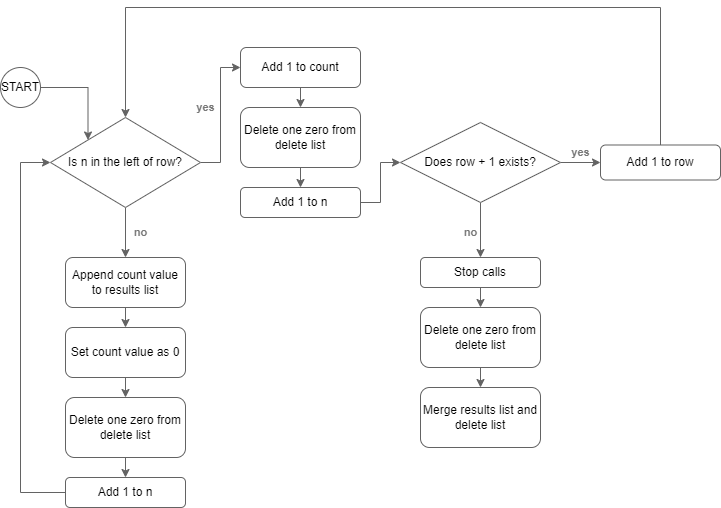 START
Is n in the left of row?
yes
Add 1 to count
Delete one zero from
delete list
Add 1 to n
Does row + 1 exists?
yes
Add 1 to row
no
Append count value
to results list
Set count value as 0
Delete one zero from
delete list
Add 1 to n
no
Stop calls
Delete one zero from
delete list
Merge results list and
delete list